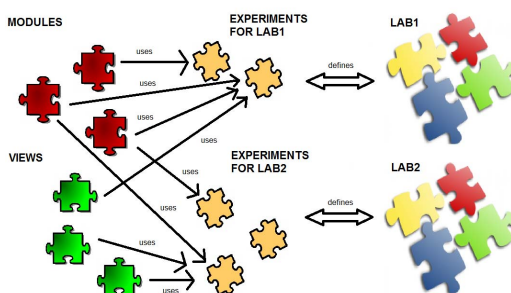 MODULES
EXPERIMENTS
FOR LAB1
LAB1
uses
uses
defines
uses
uses
VIEWS
EXPERIMENTS
FOR LAB2
LAB2
uses
uses
defines
uses
uses